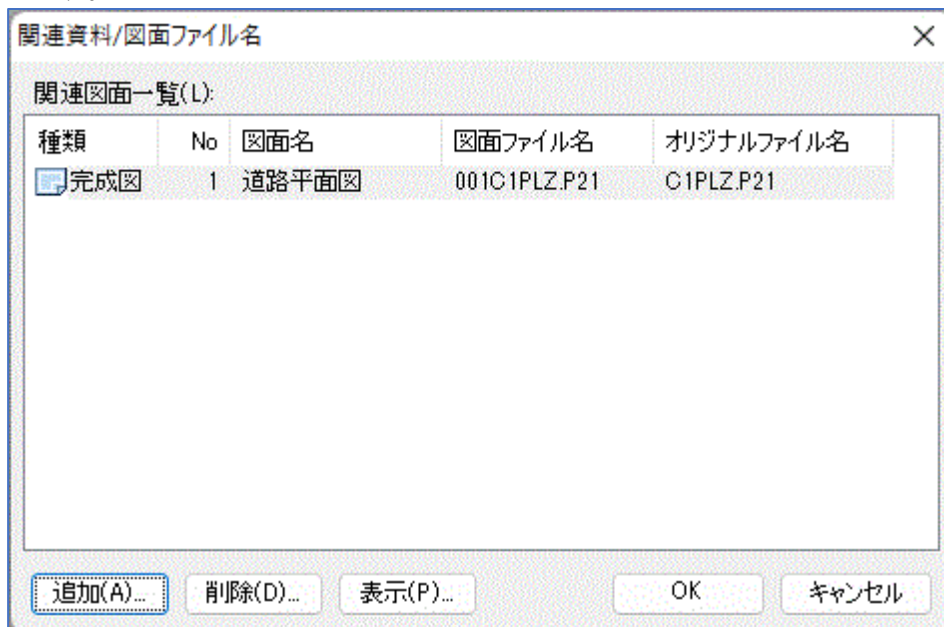 関連資料/図面ファイル名
関連図面一覧(L):
種類 No 図面名 図面ファイル名 オリジナルファイル名
完成図 1 道路平面図 001C1PLZ.P21 C1PLZ.P21
追加(A)... 削除(D)... 表示(P)... OK キャンセル